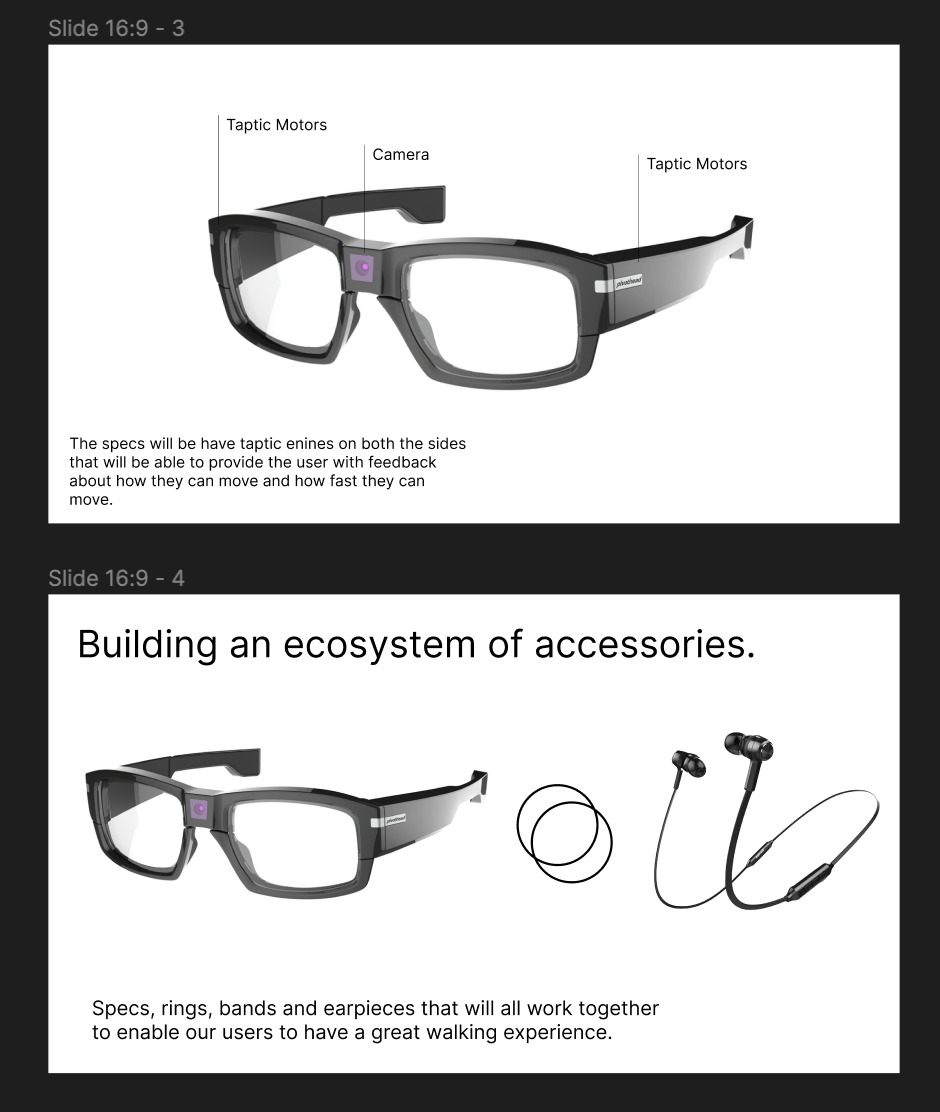 Slide 16:9 - 3
Taptic Motors
Camera
Taptic Motors
pivothead
The specs will be have taptic enines on both the sides
that will be able to provide the user with feedback
about how they can move and how fast they can
move.
Slide 16:9 - 4
Building an ecosystem of accessories.
pivothead
Specs, rings, bands and earpieces that will all work together
to enable our users to have a great walking experience.